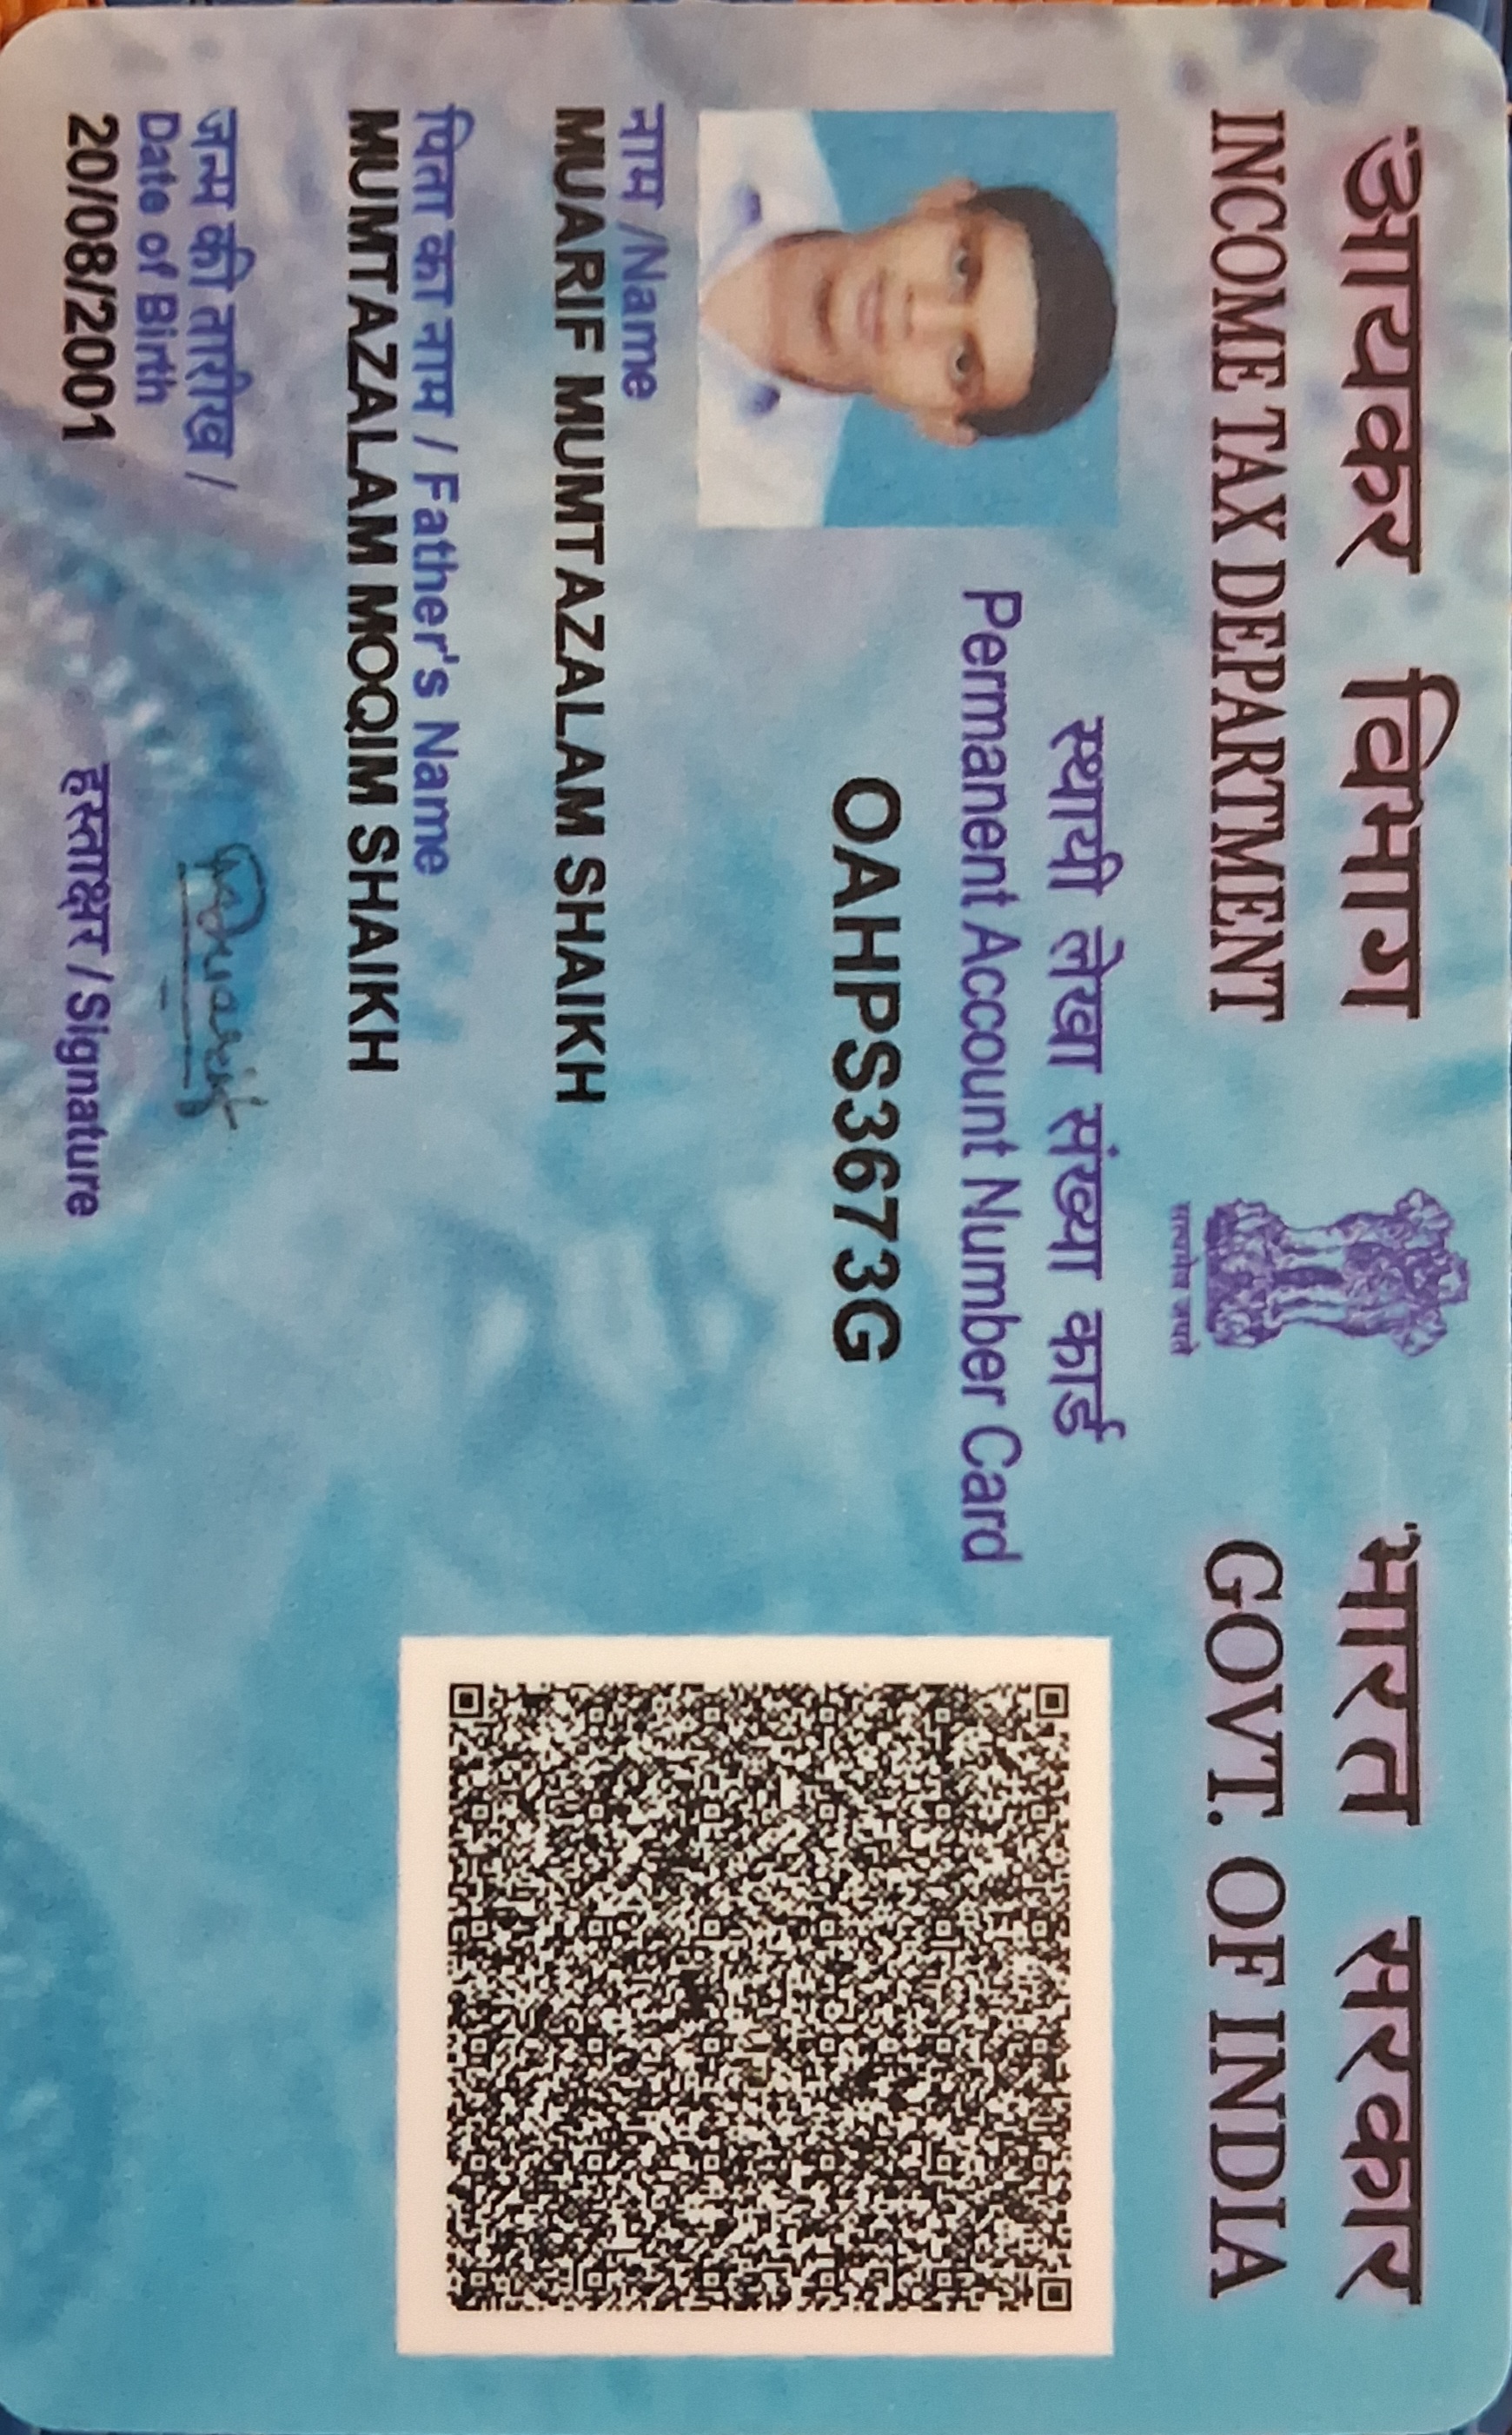 आयकर विभाग
INCOME TAX DEPARTMENT
सत्यमेव जयते
भारत सरकार
GOVT. OF INDIA
स्थायी लेखा संख्या कार्ड
Permanent Account Number Card
OAHPS3673G
नाम /Name
MUARIF MUMTAZALAM SHAIKH
पिता का नाम / Father's Name
MUMTAZALAM MOQIM SHAIKH
जन्म की तारीख /
Date of Birth
20/08/2001
हस्ताक्षर / Signature